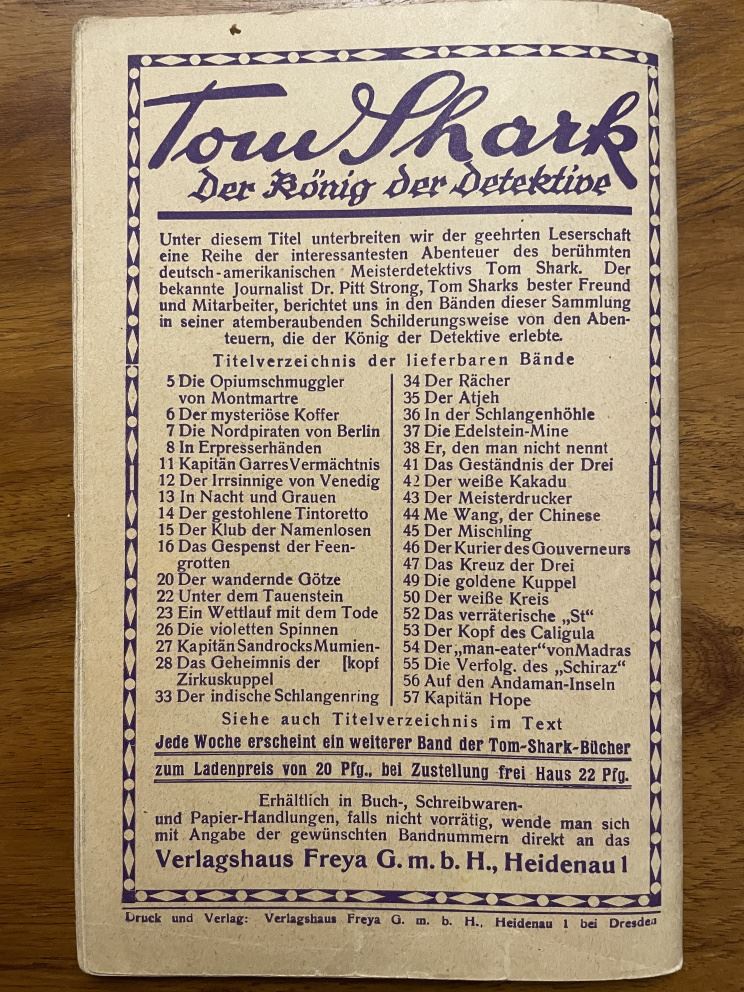 Tom Shark
Der König der Detektive
Unter diesem Titel unterbreiten wir der geehrten Leserschaft
eine Reihe der interessantesten Abenteuer des berühmten
deutsch-amerikanischen Meisterdetektivs Tom Shark. Der
bekannte Journalist Dr. Pitt Strong, Tom Sharks bester Freund
und Mitarbeiter, berichtet uns in den Bänden dieser Sammlung
in seiner atemberaubenden Schilderungsweise von den Aben-
teuern, die der König der Detektive erlebte.
Titelverzeichnis der lieferbaren Bände
5 Die Opiumschmuggler
von Montmartre
6 Der mysteriöse Koffer
7 Die Nordpiraten von Berlin
8 In Erpresserhänden
11 Kapitän Garres Vermächtnis
12 Der Irrsinnige von Venedig
13 In Nacht und Grauen
14 Der gestohlene Tintoretto
15 Der Klub der Namenlosen
16 Das Gespenst der Feen-
grotten
20 Der wandernde Götze
22 Unter dem Tauenstein
23 Ein Wettlauf mit dem Tode
26 Die violetten Spinnen
27 Kapitän Sandrocks Mumien-
28 Das Geheimnis der [kopf
Zirkuskuppel
33 Der indische Schlangenring
34 Der Rächer
35 Der Atjeh
36 In der Schlangenhöhle
37 Die Edelstein-Mine
38 Er, den man nicht nennt
41 Das Geständnis der Drei
42 Der weiße Kakadu
43 Der Meisterdrucker
44 Me Wang, der Chinese
45 Der Mischling
46 Der Kurier des Gouverneurs
47 Das Kreuz der Drei
49 Die goldene Kuppel
50 Der weiße Kreis
52 Das verräterische „St“
53 Der Kopf des Caligula
54 Der „man-eater“ von Madras
55 Die Verfolg. des „Schiraz“
56 Auf den Andaman-Inseln
57 Kapitän Hope
Siehe auch Titelverzeichnis im Text
Jede Woche erscheint ein weiterer Band der Tom-Shark-Bücher
zum Ladenpreis von 20 Pfg., bei Zustellung frei Haus 22 Pfg.
Erhältlich in Buch-, Schreibwaren-
und Papier-Handlungen, falls nicht vorrätig, wende man sich
mit Angabe der gewünschten Bandnummern direkt an das
Verlagshaus Freya G. m. b. H., Heidenau 1
Druck und Verlag: Verlagshaus Freya G. m. b. H., Heidenau 1 bei Dresden